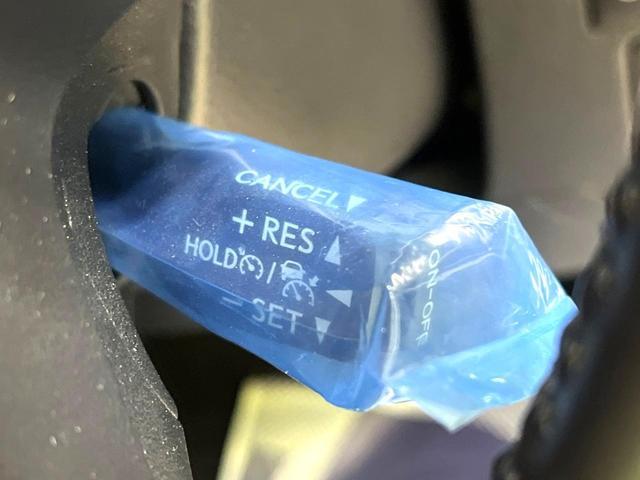 CANCEL▼
+ RES ▲
HOLD /
− SET ▼
ON-OFF